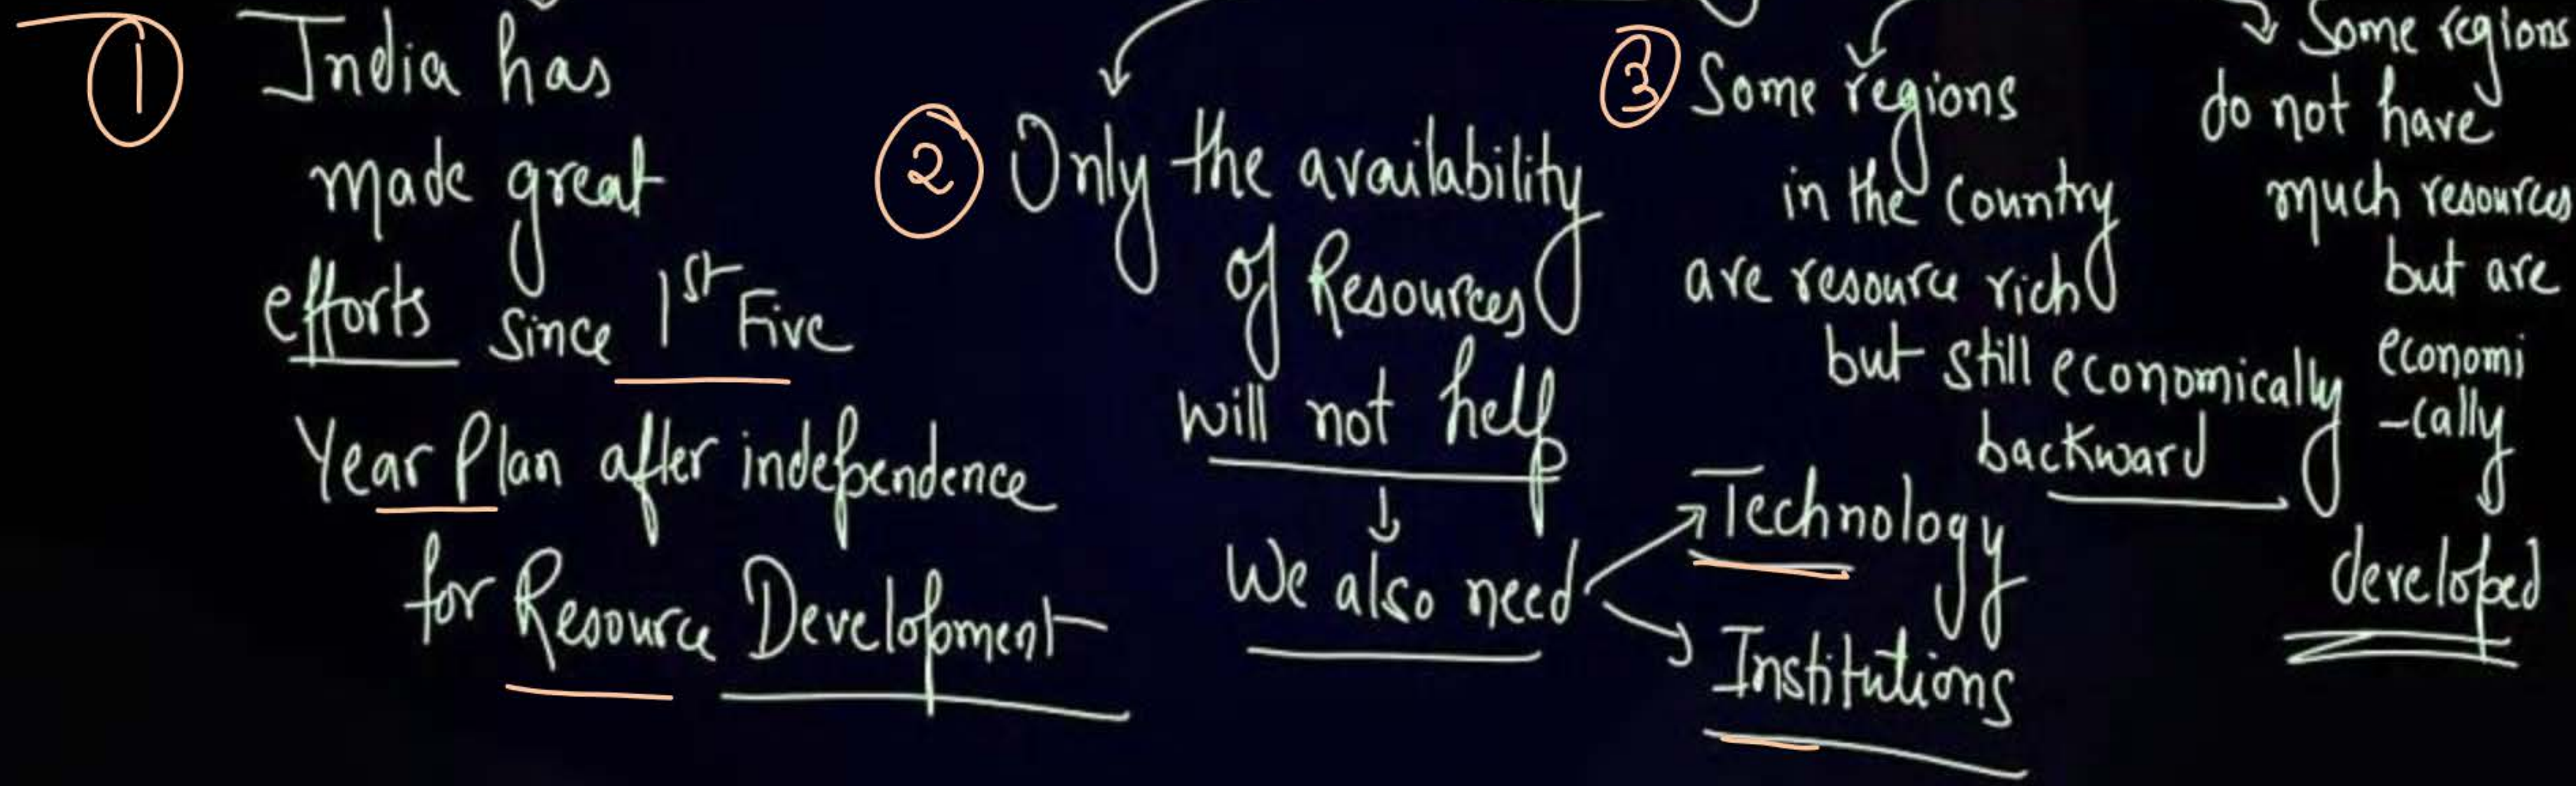 1
India has
made great
efforts since 1st Five
Year Plan after independence
for Resource Development
2
Only the availability
of Resources
will not help
We also need
Technology
Institutions
3
Some regions
in the country
are resource rich
but still economically
backward
Some regions
do not have
much resources
but are
economi
-cally
developed